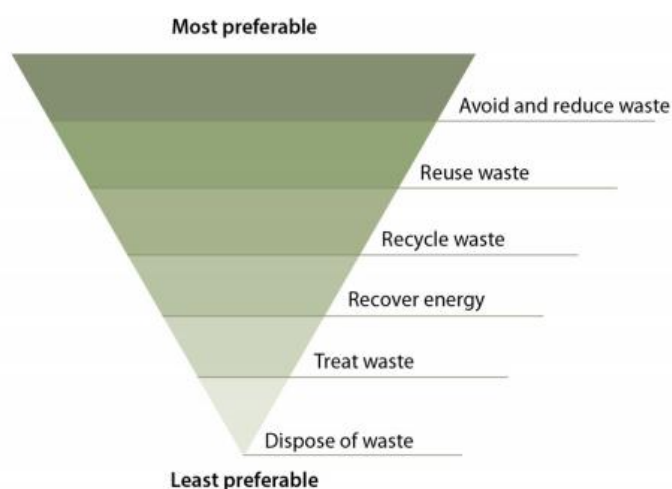 Most preferable
Avoid and reduce waste
Reuse waste
Recycle waste
Recover energy
Treat waste
Dispose of waste
Least preferable